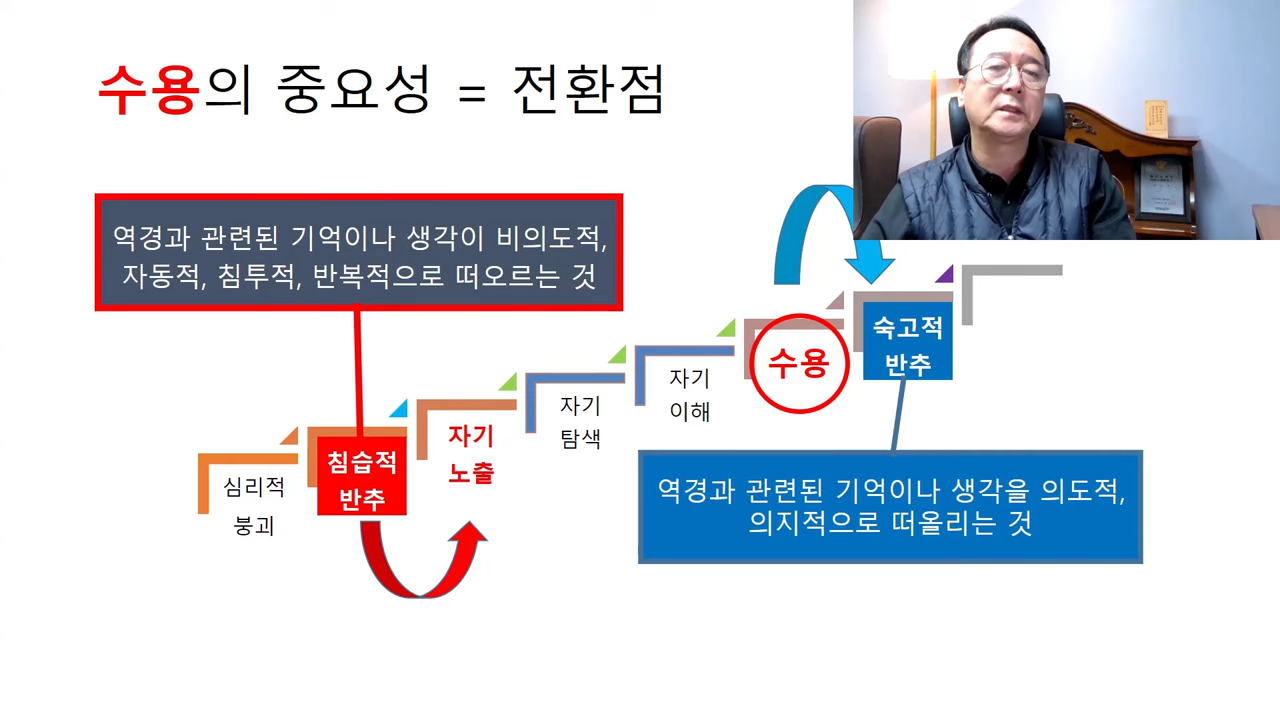 수용의 중요성 = 전환점
역경과 관련된 기억이나 생각이 비의도적,
자동적, 침투적, 반복적으로 떠오르는 것
심리적
붕괴
침습적
반추
자기
노출
자기
탐색
자기
이해
수용
숙고적
반추
역경과 관련된 기억이나 생각을 의도적,
의지적으로 떠올리는 것